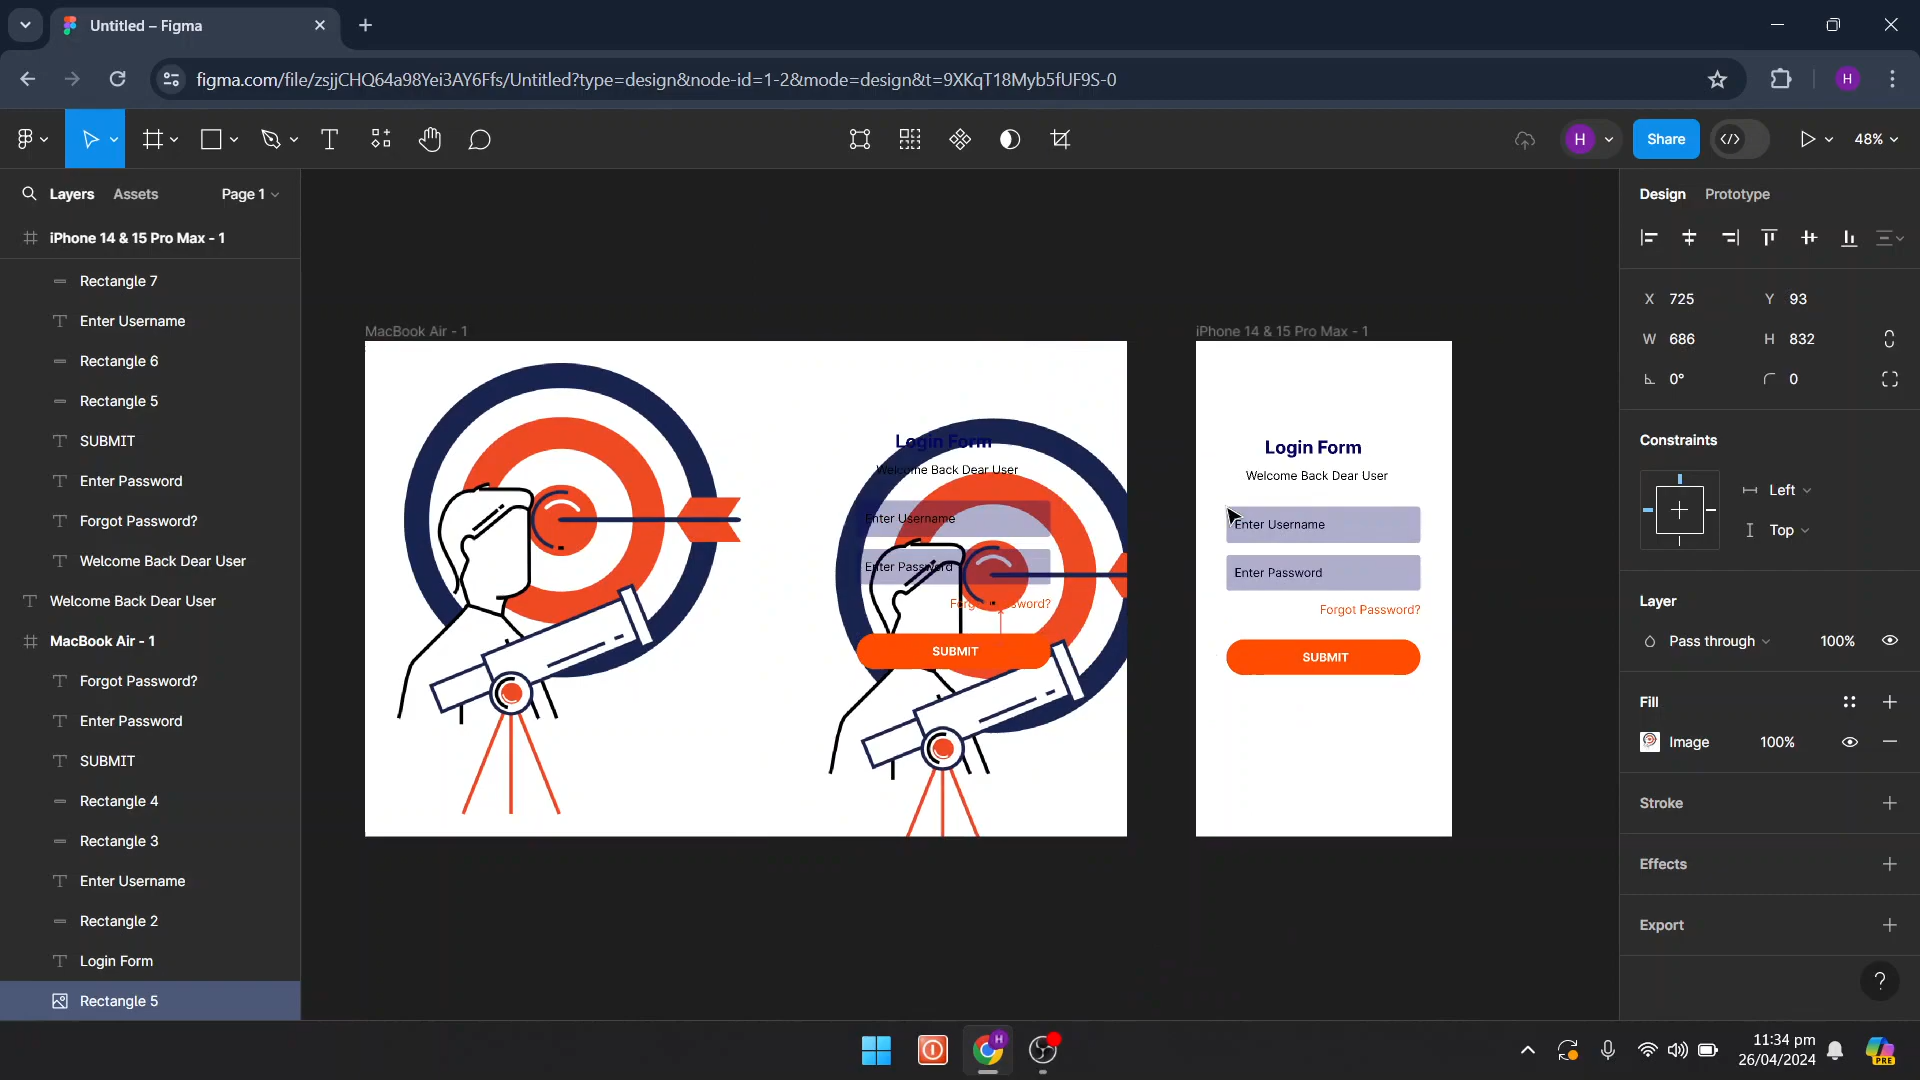 Untitled – Figma
figma.com/file/zsjjCHQ64a98Yei3AY6Ffs/Untitled?type=design&node-id=1-2&mode=design&t=9XKqT18Myb5fUF9S-0
H
H
Share
48%
Layers
Assets
Page 1
Design
Prototype
iPhone 14 & 15 Pro Max - 1
Rectangle 7
Enter Username
Rectangle 6
Rectangle 5
SUBMIT
Enter Password
Forgot Password?
Welcome Back Dear User
Welcome Back Dear User
MacBook Air - 1
Forgot Password?
Enter Password
SUBMIT
Rectangle 4
Rectangle 3
Enter Username
Rectangle 2
Login Form
Rectangle 5
MacBook Air - 1
Login Form
Welcome Back Dear User
Enter Username
Enter Password
Forgot Password?
SUBMIT
iPhone 14 & 15 Pro Max - 1
Login Form
Welcome Back Dear User
Enter Username
Enter Password
Forgot Password?
SUBMIT
X 725
Y 93
W 686
H 832
0°
0
Constraints
Left
Top
Layer
Pass through
100%
Fill
Image
100%
Stroke
Effects
Export
?
H
11:34 pm
26/04/2024
PRE